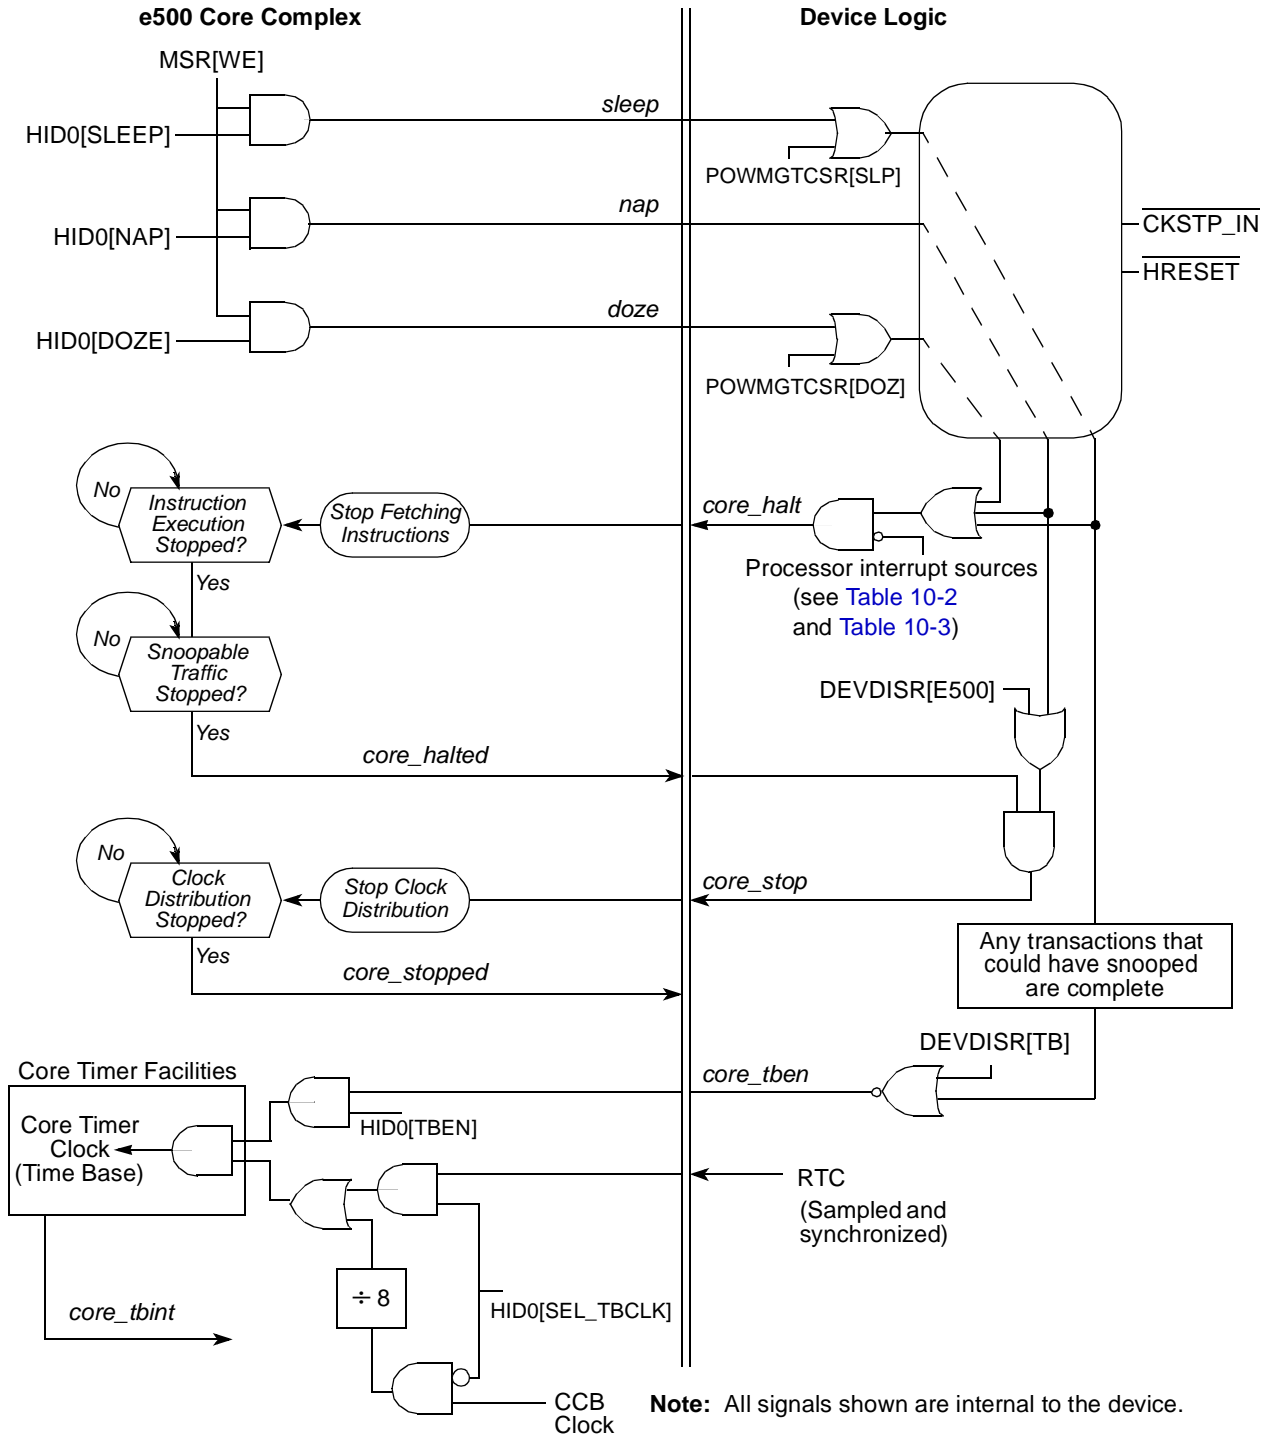 e500 Core Complex
Device Logic
MSR[WE]
sleep
HID0[SLEEP]
POWMGTCSR[SLP]
nap
HID0[NAP]
CKSTP_IN
HRESET
doze
HID0[DOZE]
POWMGTCSR[DOZ]
No
Instruction
Execution
Stopped?
Stop Fetching
Instructions
core_halt
Processor interrupt sources
(see Table 10-2
and Table 10-3)
Yes
No
Snoopable
Traffic
Stopped?
DEVDISR[E500]
Yes
core_halted
No
Clock
Distribution
Stopped?
Stop Clock
Distribution
core_stop
Yes
core_stopped
Any transactions that
could have snooped
are complete
DEVDISR[TB]
Core Timer Facilities
core_tben
Core Timer
Clock
(Time Base)
HID0[TBEN]
RTC
(Sampled and
synchronized)
÷ 8
HID0[SEL_TBCLK]
core_tbint
CCB
Clock
Note: All signals shown are internal to the device.